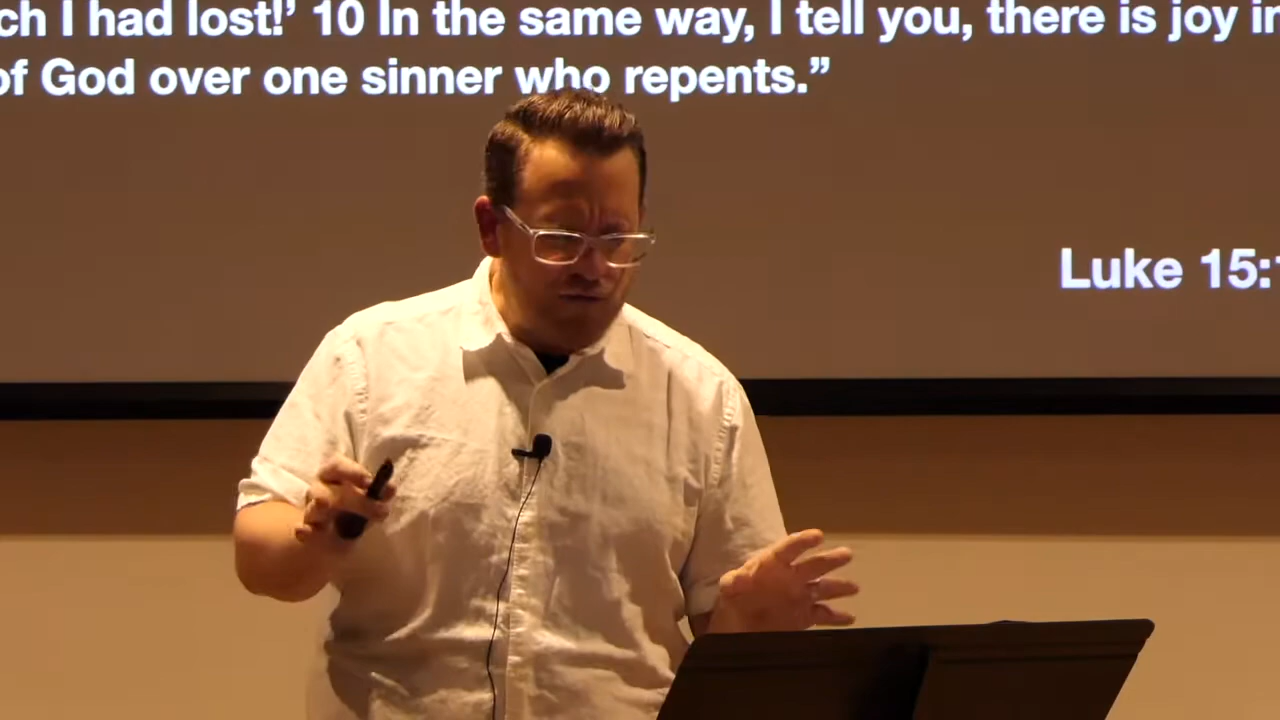 ch I had lost!’ 10 In the same way, I tell you, there is joy in
of God over one sinner who repents.”
Luke 15: